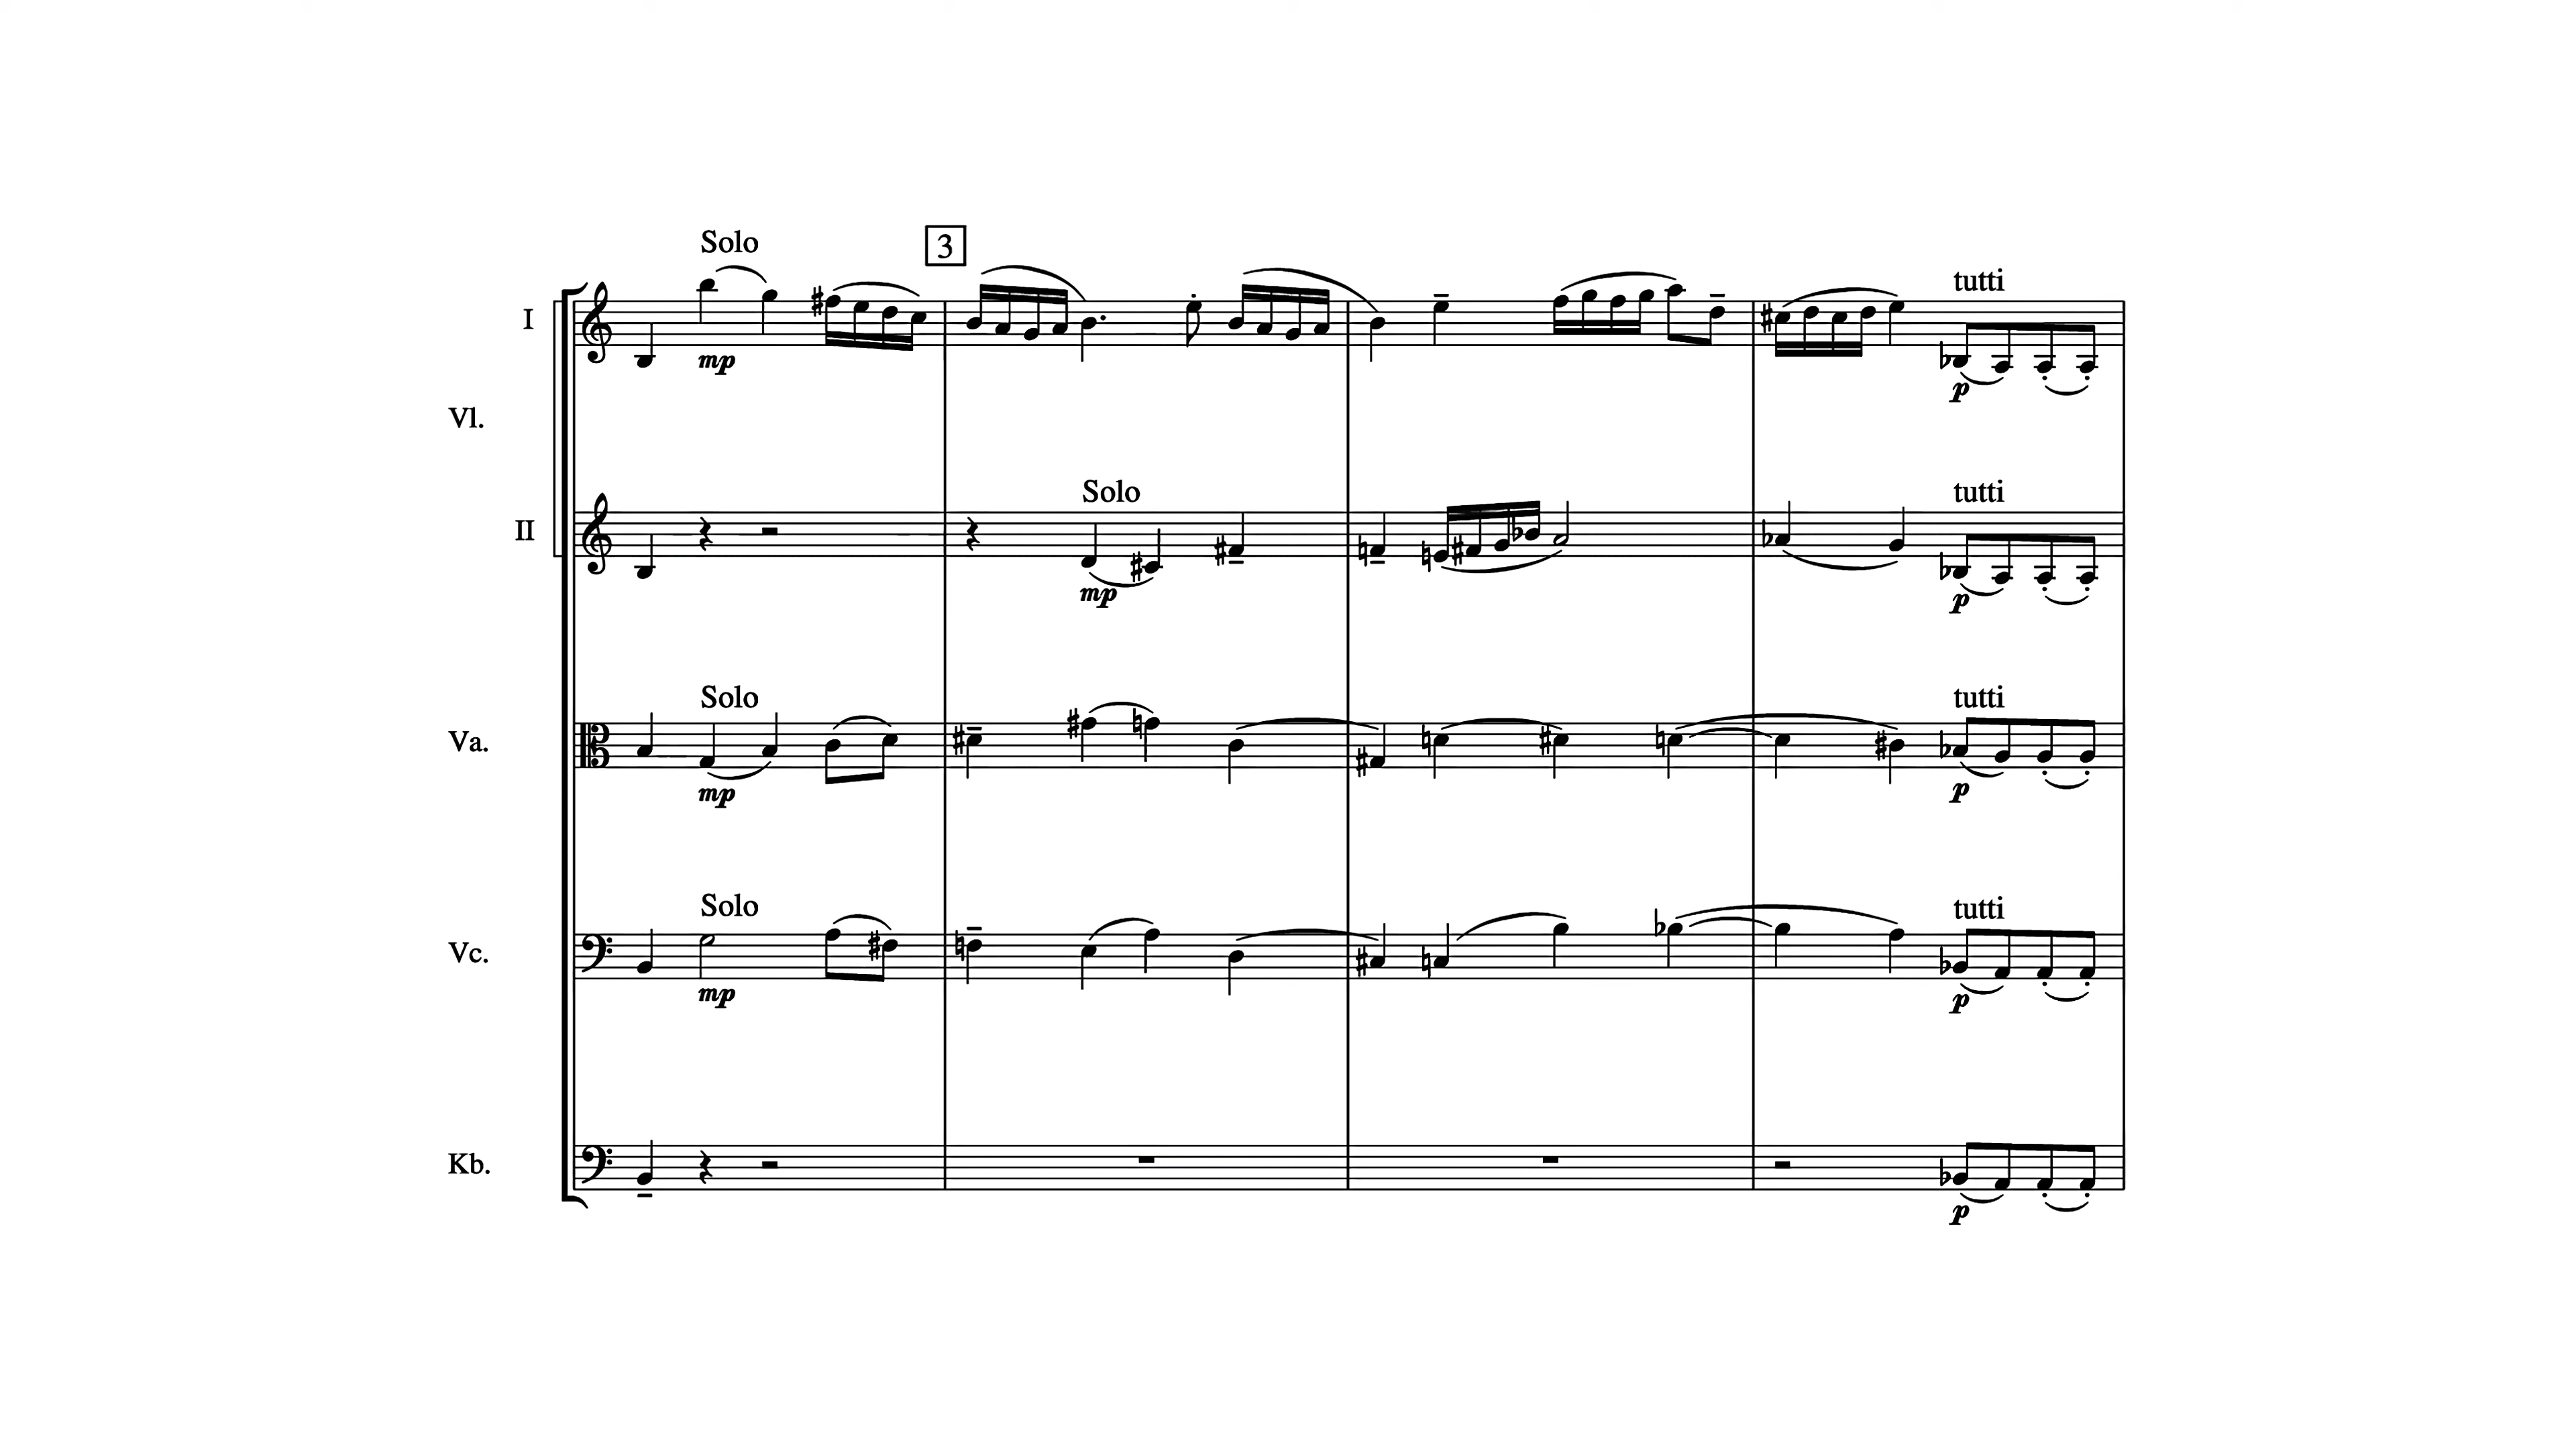 Solo
3
tutti
I
mp
p
Vl.
Solo
tutti
II
mp
p
Solo
tutti
Va.
mp
p
Solo
tutti
Vc.
mp
p
Kb.
p